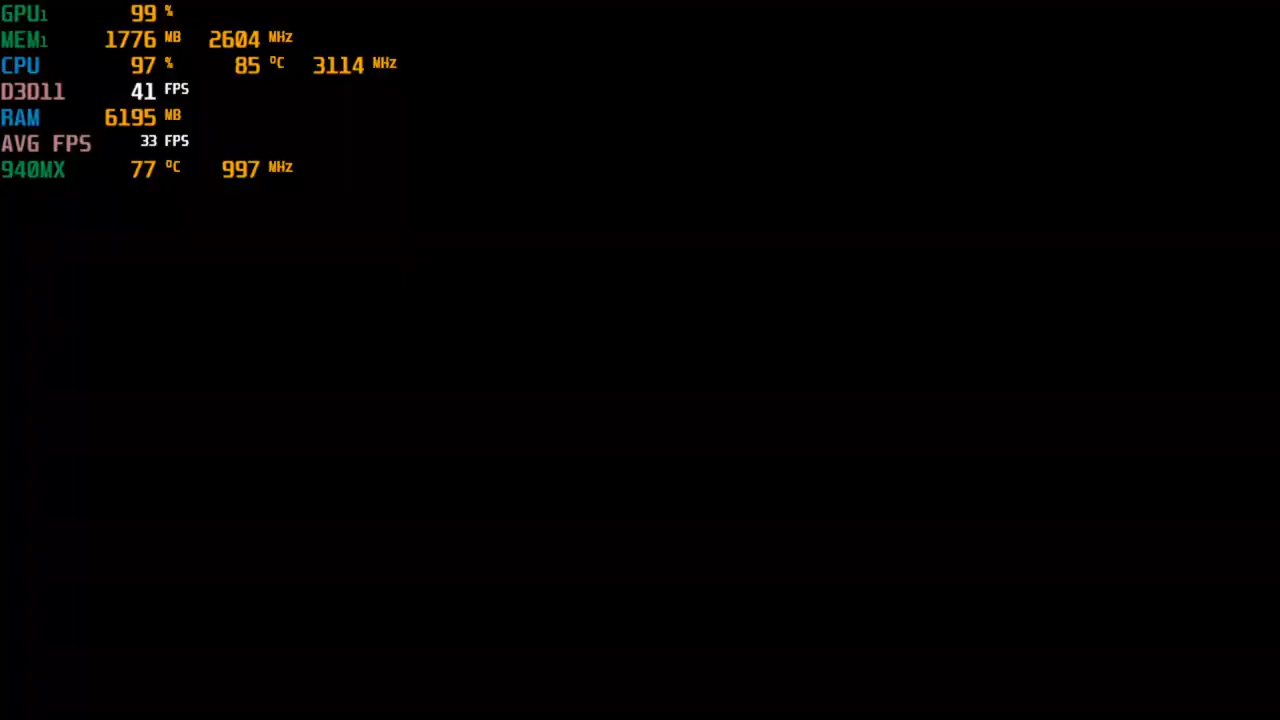 GPU1 99 %
MEM1 1776 MB 2604 MHz
CPU 97 % 85 °C 3114 MHz
D3D11 41 FPS
RAM 6195 MB
AVG FPS 33 FPS
940MX 77 °C 997 MHz